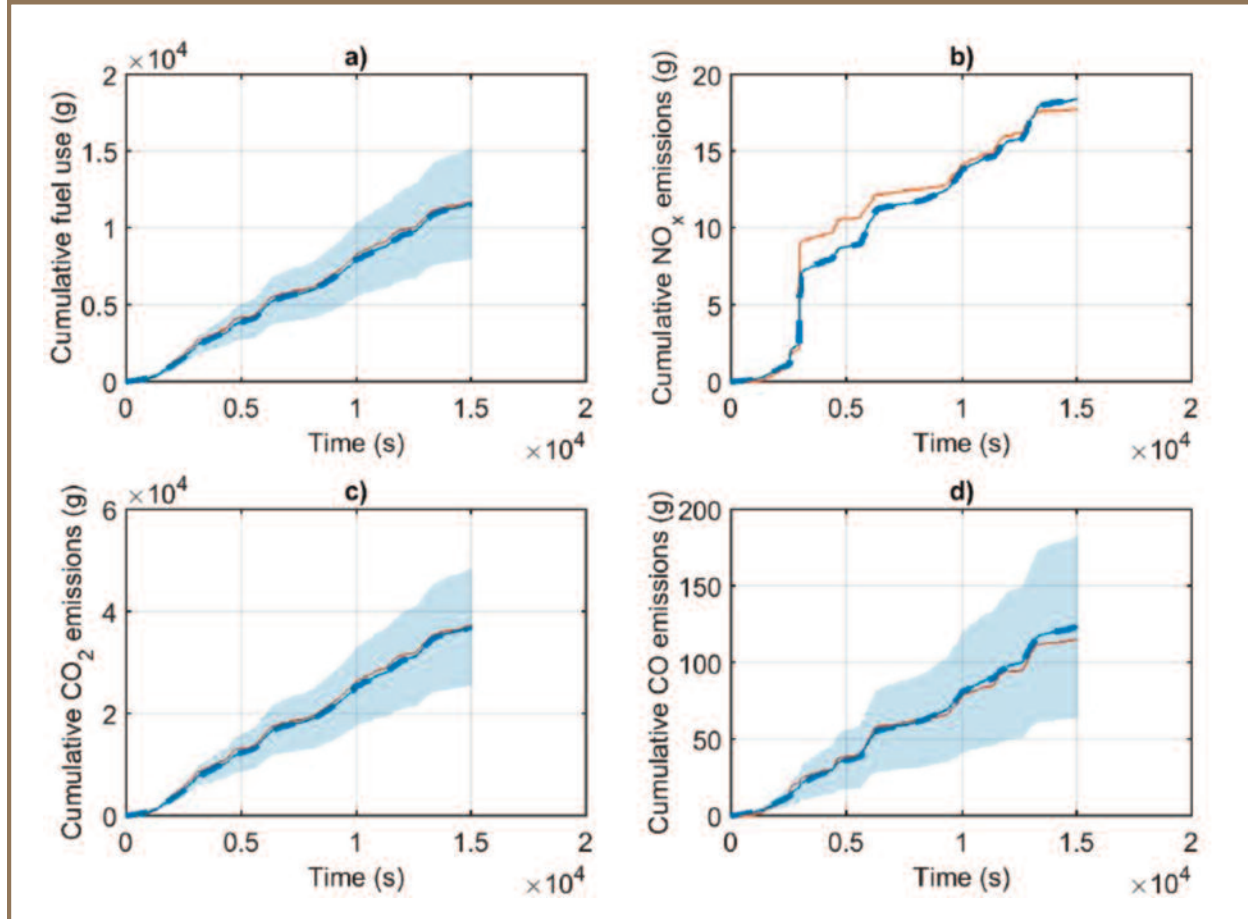 a)
×10⁴
Cumulative fuel use (g)
2
1.5
1
0.5
0
0 0.5 1 1.5 2
Time (s)
×10⁴
b)
Cumulative NOₓ emissions (g)
20
15
10
5
0
0 0.5 1 1.5 2
Time (s)
×10⁴
c)
×10⁴
Cumulative CO₂ emissions (g)
6
4
2
0
0 0.5 1 1.5 2
Time (s)
×10⁴
d)
Cumulative CO emissions (g)
200
150
100
50
0
0 0.5 1 1.5 2
Time (s)
×10⁴